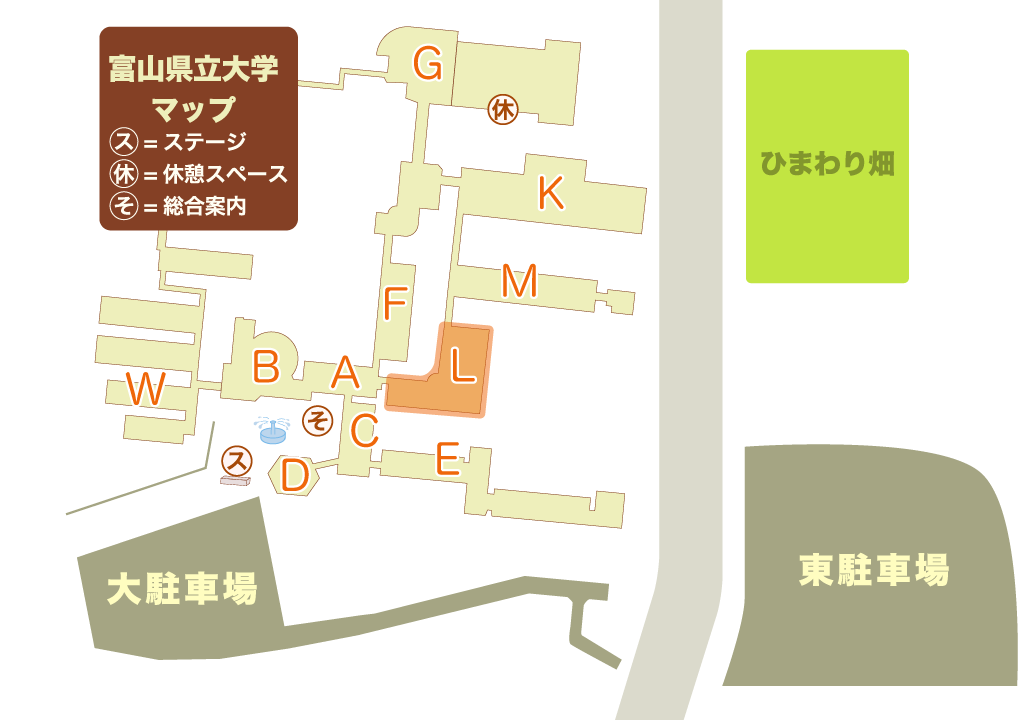 富山県立大学
マップ
ス = ステージ
休 = 休憩スペース
そ = 総合案内
G
休
K
ひまわり畑
M
F
B
A
L
W
そ
C
ス
D
E
大駐車場
東駐車場